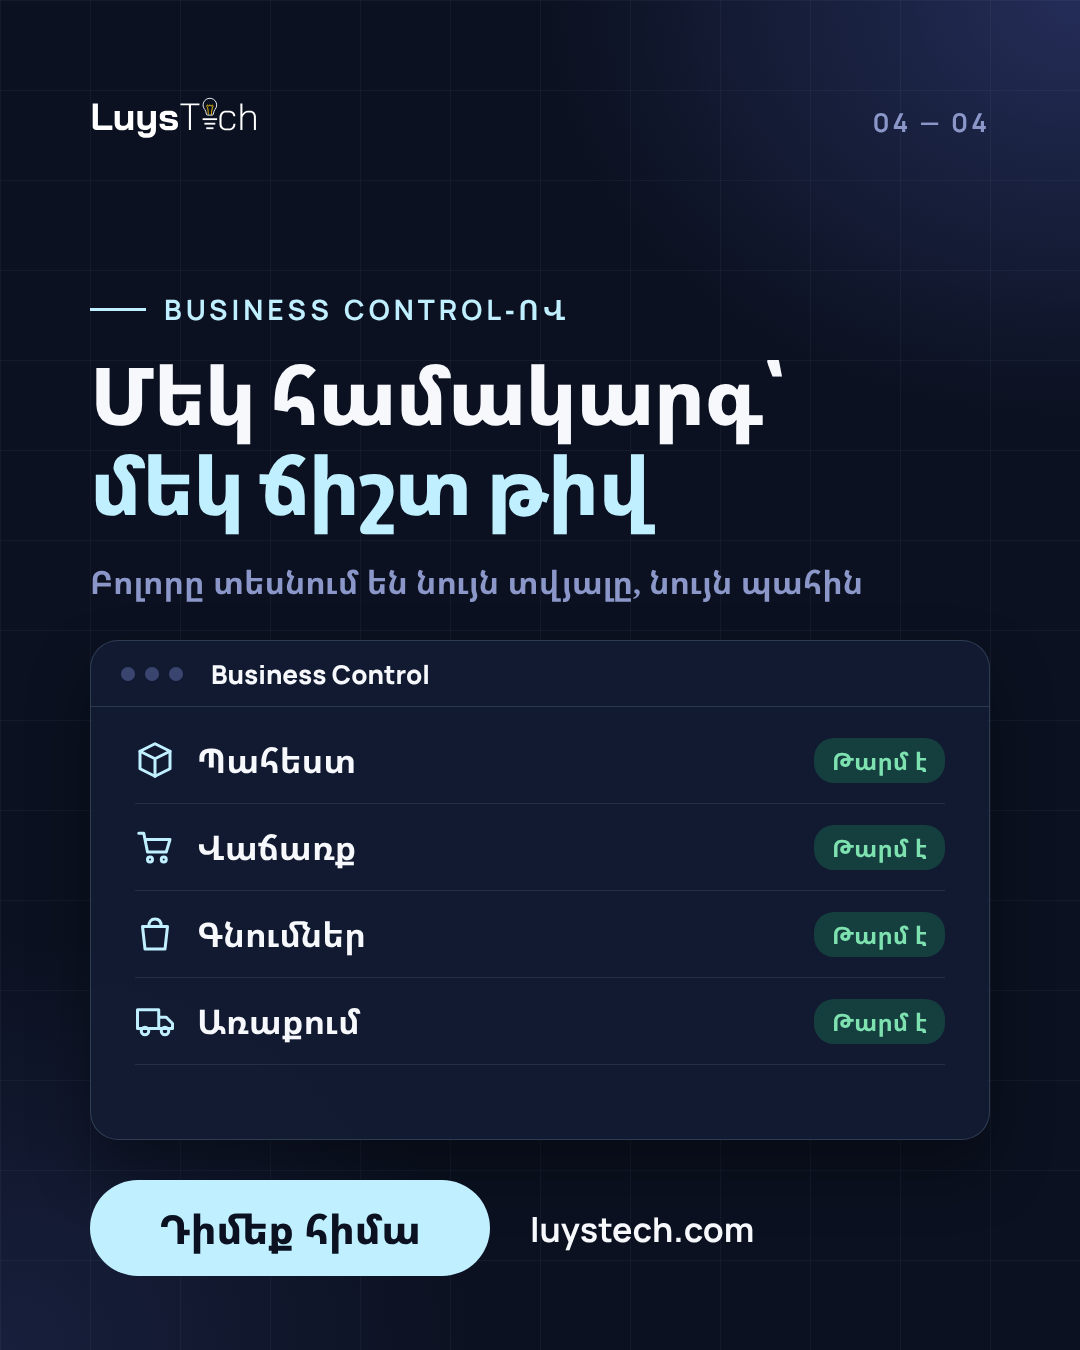 LuysTech
04 — 04
BUSINESS CONTROL-ՈՎ
Մեկ համակարգ՝
մեկ ճիշտ թիվ
Բոլորը տեսնում են նույն տվյալը, նույն պահին
Business Control
Պահեստ
Թարմ է
Վաճառք
Թարմ է
Գնումներ
Թարմ է
Առաքում
Թարմ է
Դիմեք հիմա
luystech.com